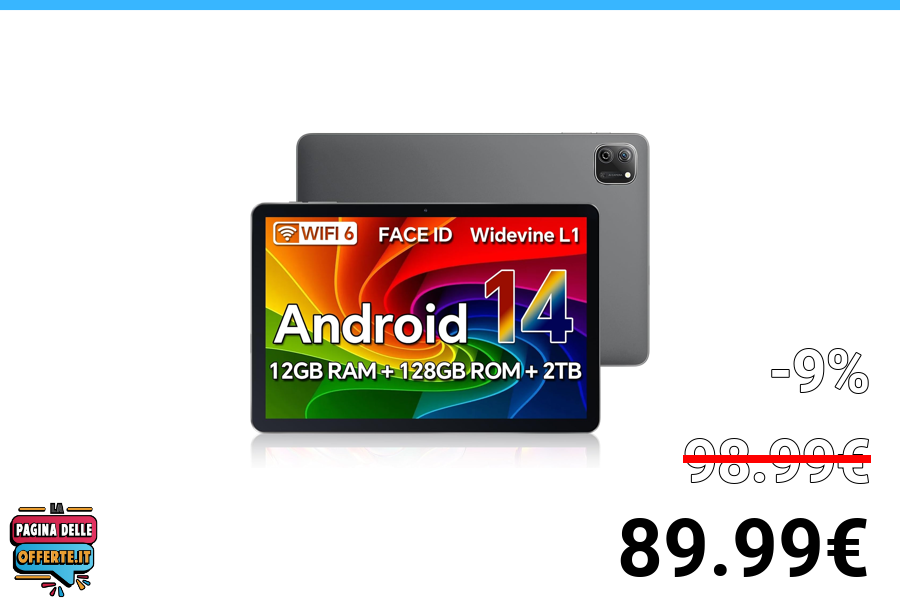 WIFI 6 FACE ID Widevine L1
Android 14
12GB RAM + 128GB ROM + 2TB
-9%
98.99€
89.99€
LA
PAGINA DELLE
OFFERTE.IT